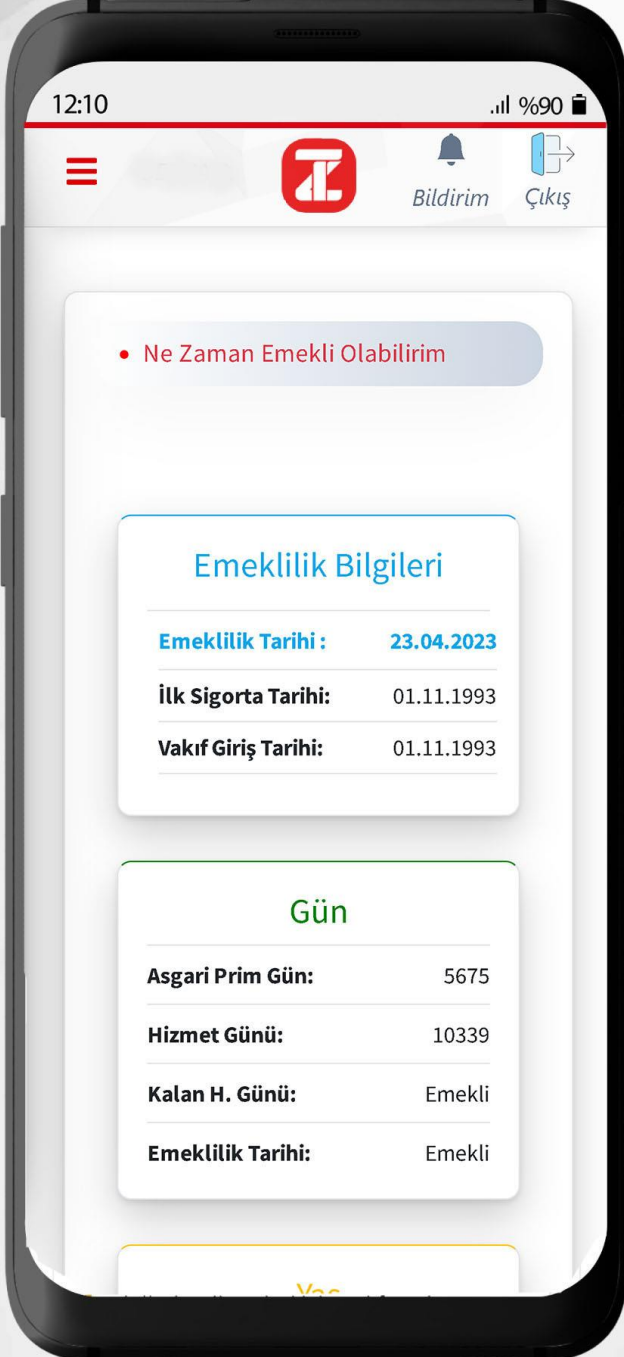 12:10 %90
Bildirim Çıkış
Ne Zaman Emekli Olabilirim
Emeklilik Bilgileri
Emeklilik Tarihi : 23.04.2023
İlk Sigorta Tarihi: 01.11.1993
Vakıf Giriş Tarihi: 01.11.1993
Gün
Asgari Prim Gün: 5675
Hizmet Günü: 10339
Kalan H. Günü: Emekli
Emeklilik Tarihi: Emekli